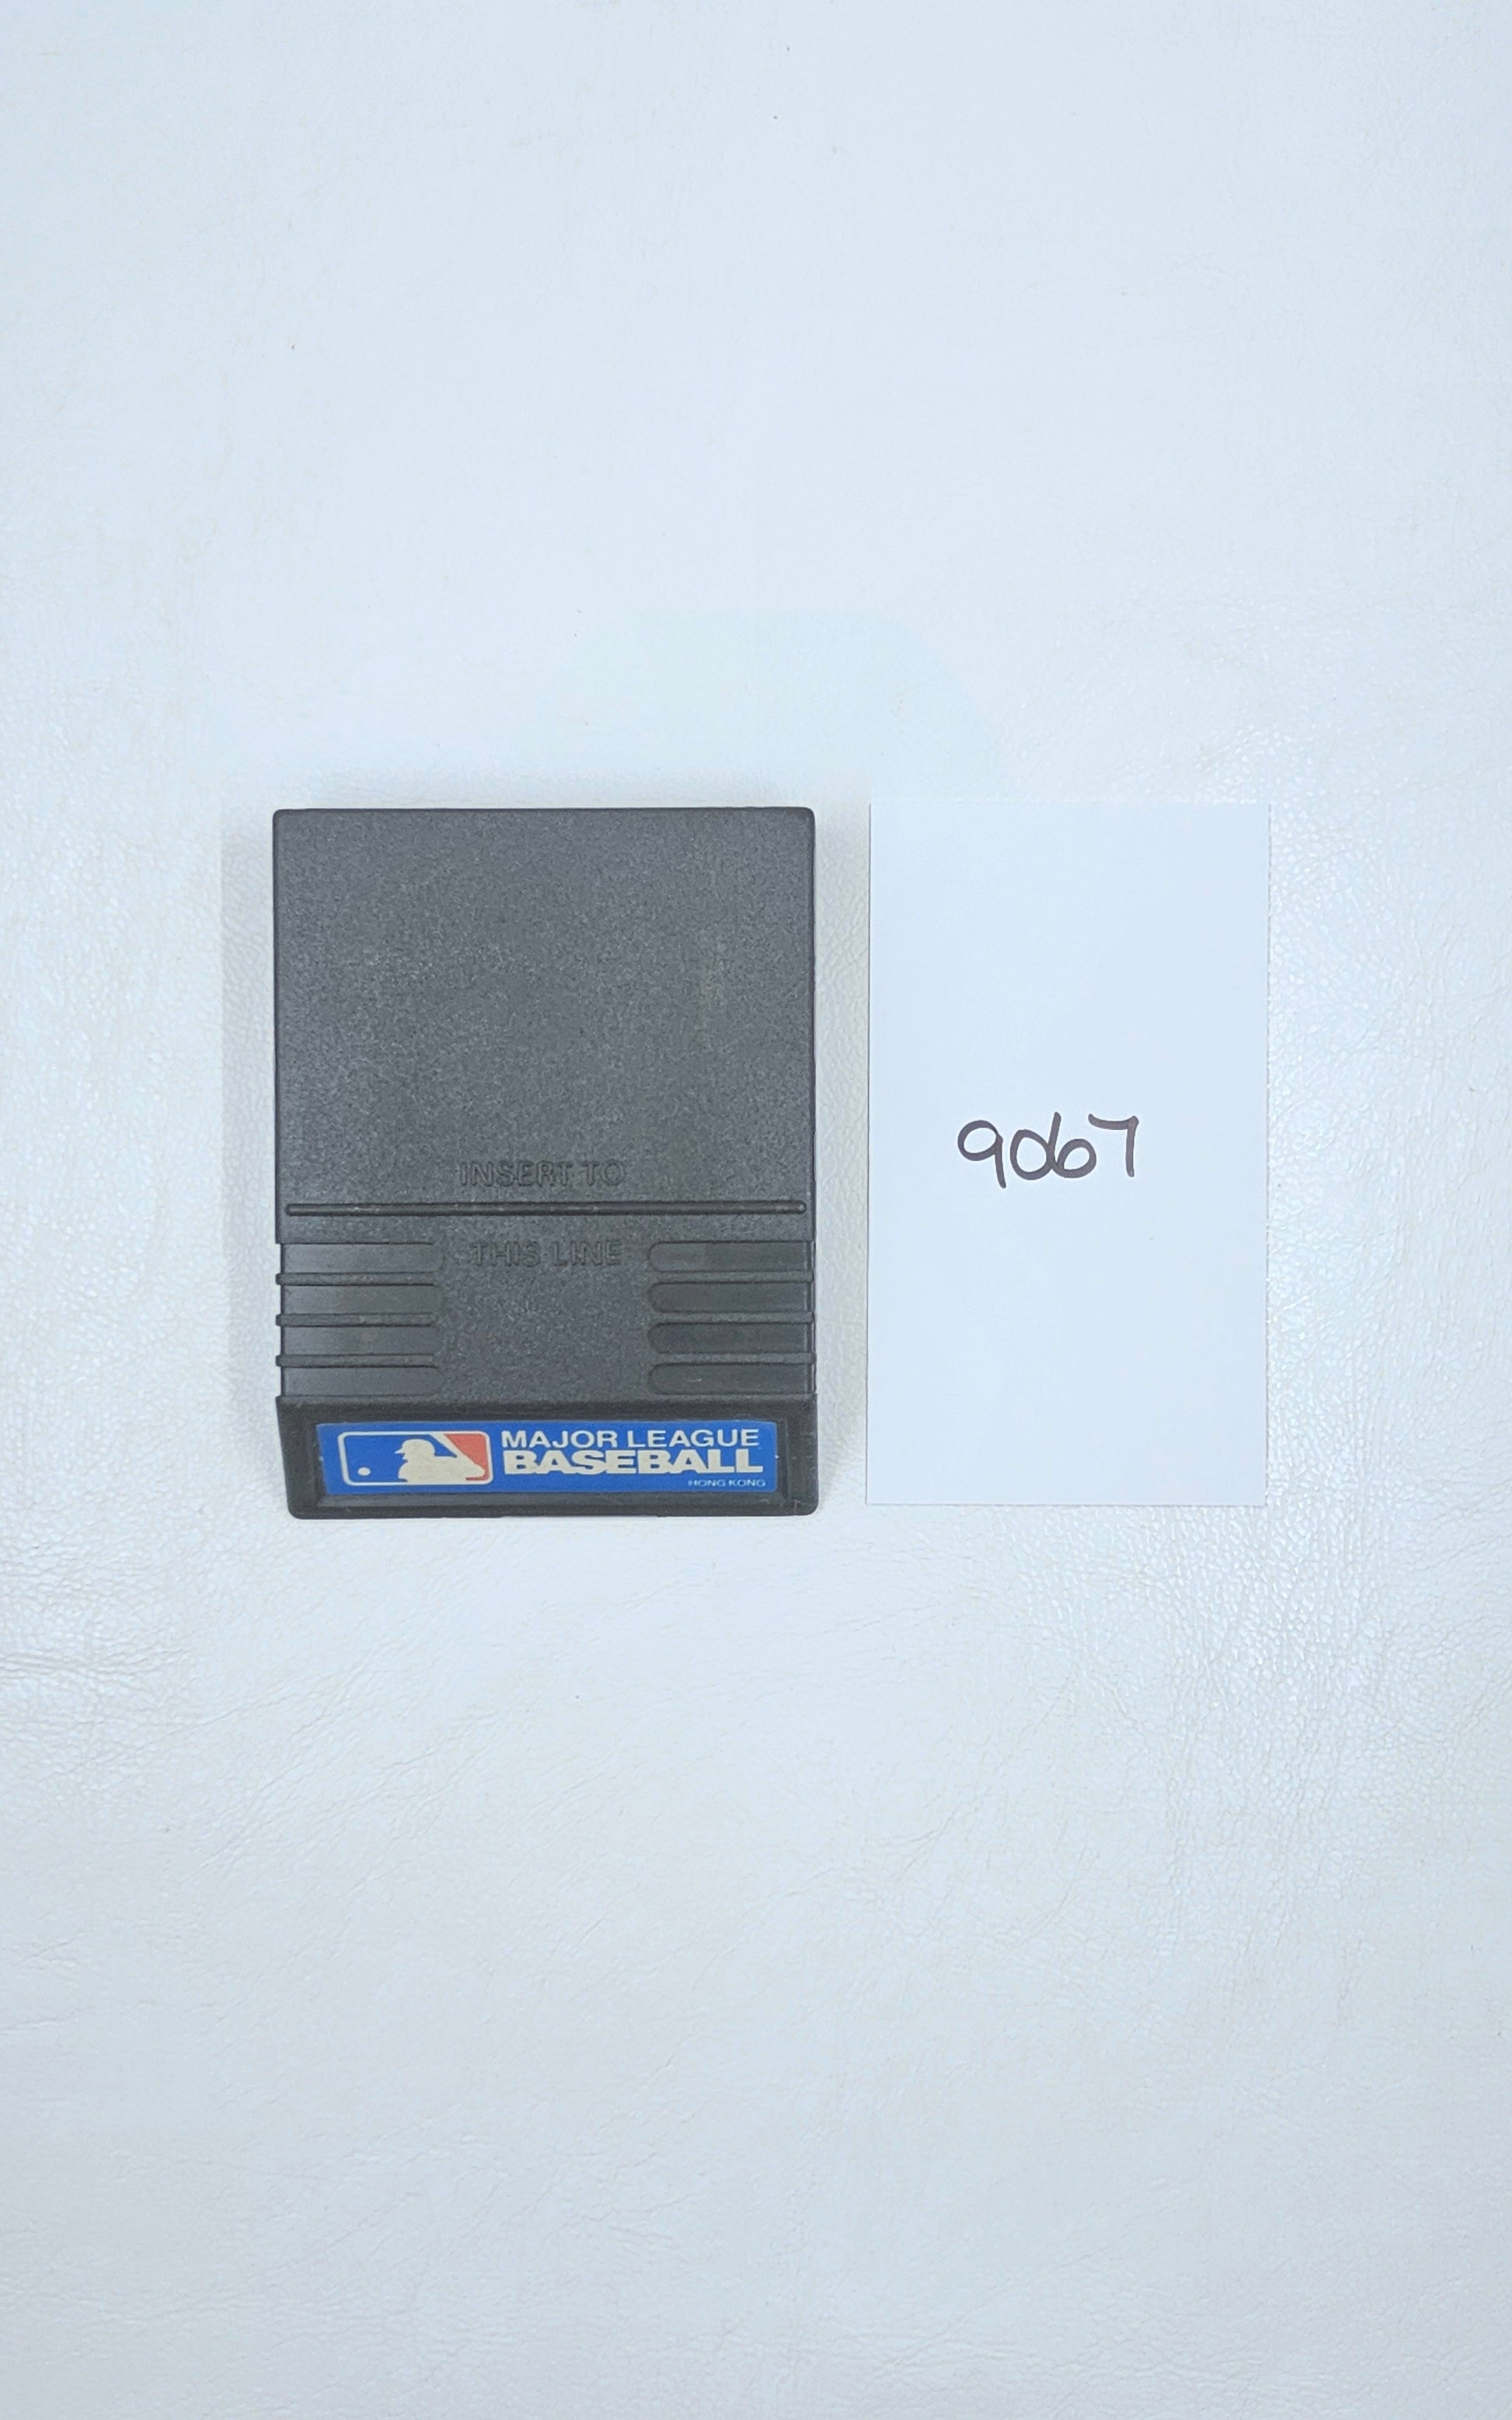 INSERT TO
THIS LINE
MAJOR LEAGUE
BASEBALL
HONG KONG
9067